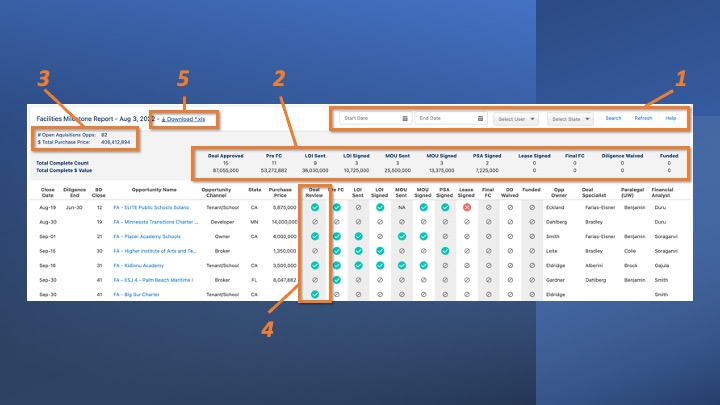 3
5
2
1
Facilities Milestone Report - Aug 3, 2022 - Download *.xls
Start Date End Date Select User Select State Search Refresh Help
# Open Aquisitions Opps: 82
$ Total Purchase Price: 406,412,894
Deal Approved Pre FC LOI Sent LOI Signed MOU Sent MOU Signed PSA Signed Lease Signed Final FC Diligence Waived Funded
Total Complete Count 15 11 9 3 3 3 2 0 0 0 0
Total Complete $ Value 87,055,000 53,272,882 36,030,000 10,725,000 25,500,000 13,375,000 7,225,000 0 0 0 0
Close Date Diligence End BD Close Opportunity Name Opportunity Channel State Purchase Price Deal Review Pre FC LOI Sent LOI Signed MOU Sent MOU Signed PSA Signed Lease Signed Final FC DD Waived Funded Opp Owner Deal Specialist Paralegal (UW) Financial Analyst
Aug-19 Jun-30 12 FA - ELITE Public Schools Solano Tenant/School CA 5,875,000 NA Eckland Farias-Eisner Benjamin Duru
Aug-30 19 FA - Minnesota Transitions Charter ... Developer MN 14,000,000 Dahlberg Bradley Duru
Sep-01 21 FA - Placer Academy Schools Owner CA 4,000,000 Smith Farias-Eisner Benjamin Soraganvi
Sep-15 30 FA - Higher Institute of Arts and Te... Broker 1,350,000 Leite Bradley Colie Soraganvi
Sep-16 31 FA - Kidinnu Academy Tenant/School CA 3,500,000 Eldridge Alberini Brock Gajula
Sep-30 41 FA - ESJ 4 - Palm Beach Maritime I Broker FL 8,047,882 Gardner Dahlberg Benjamin Smith
Sep-30 41 FA - Big Sur Charter Tenant/School CA Eldridge Smith
4